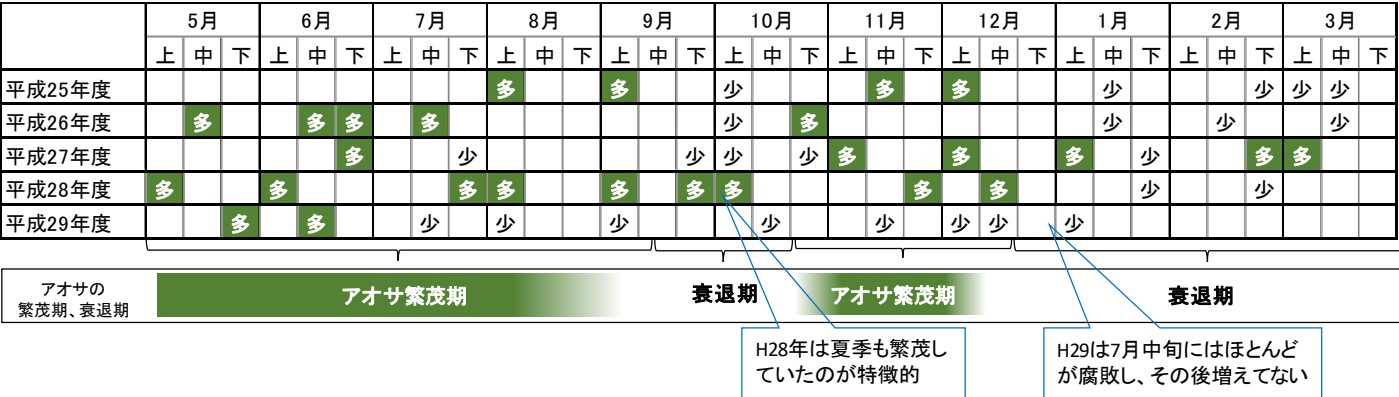 5月 6月 7月 8月 9月 10月 11月 12月 1月 2月 3月
上 中 下 上 中 下 上 中 下 上 中 下 上 中 下 上 中 下 上 中 下 上 中 下 上 中 下 上 中 下 上 中 下
平成25年度 多 多 少 多 多 少 少 少 少
平成26年度 多 多 多 多 少 多 少 少 少
平成27年度 多 少 少 少 少 多 多 多 少 多 多
平成28年度 多 多 多 多 多 多 多 多 多 少 少
平成29年度 多 多 少 少 少 少 少 少 少 少
アオサの
繁茂期、衰退期
アオサ繁茂期 衰退期 アオサ繁茂期 衰退期
H28年は夏季も繁茂し
ていたのが特徴的
H29は7月中旬にはほとんど
が腐敗し、その後増えてない